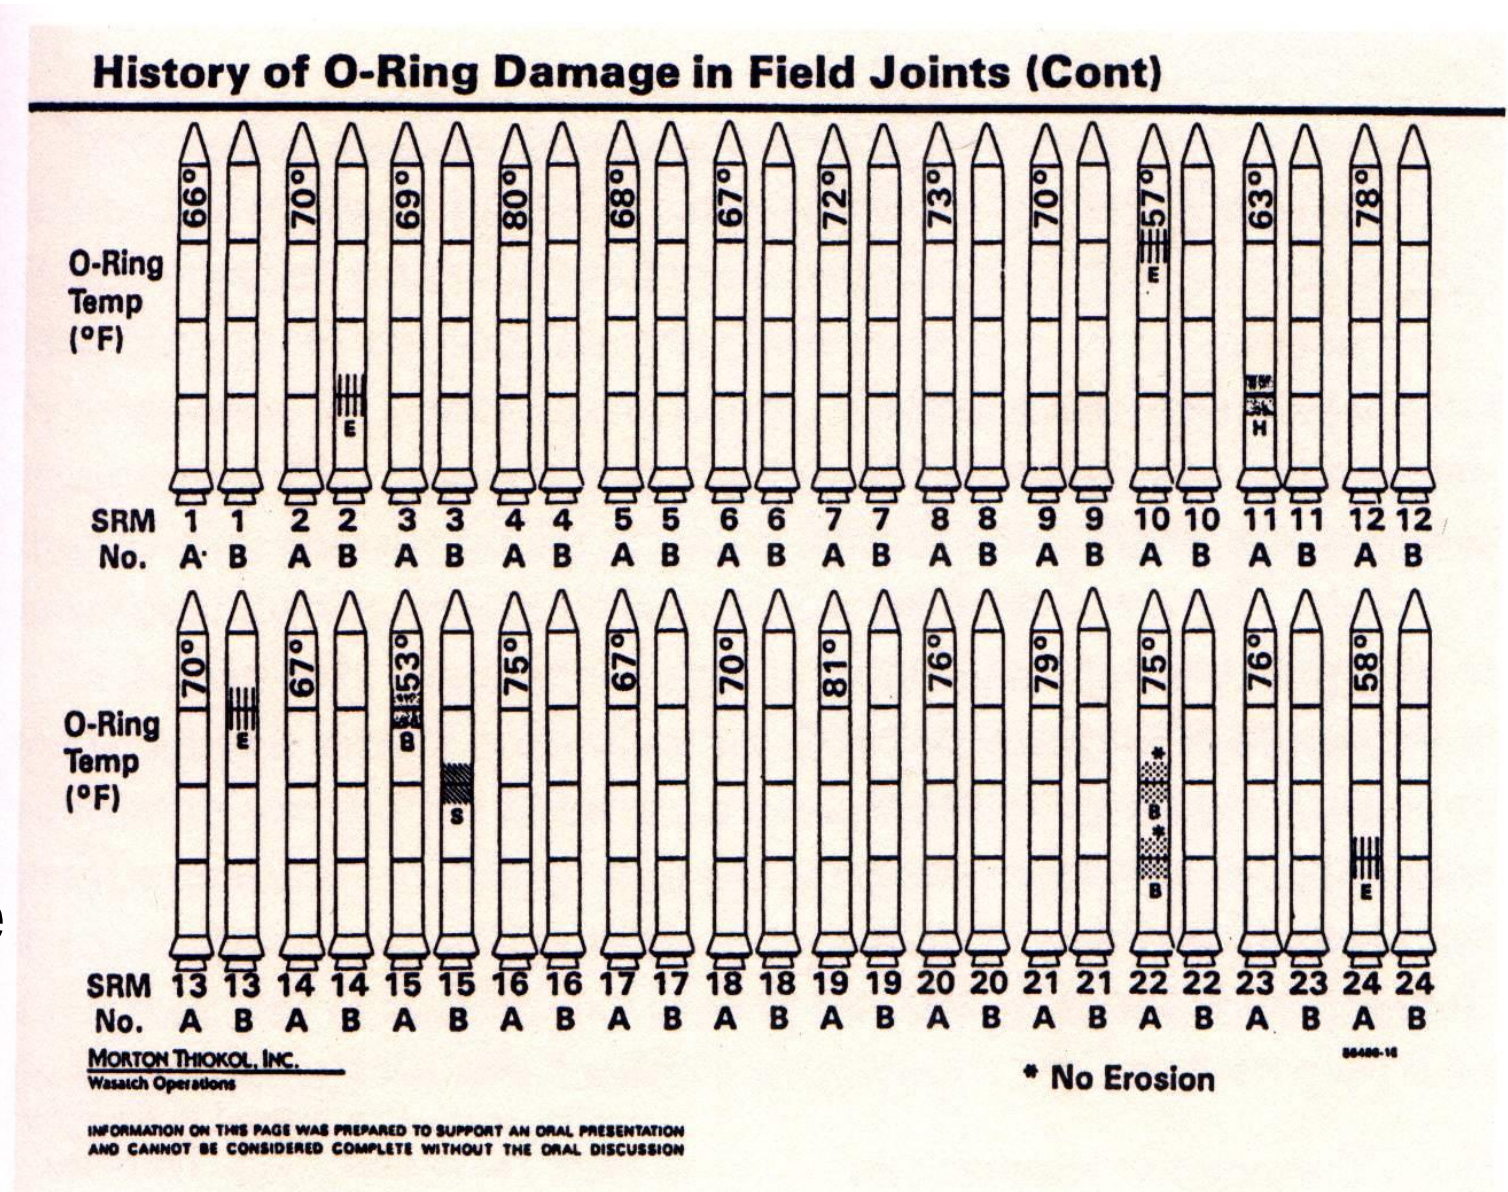 History of O-Ring Damage in Field Joints (Cont)
66° 70° 69° 80° 68° 67° 72° 73° 70° 57° 63° 78°
O-Ring
Temp
(°F)
E
E
H
SRM 1 1 2 2 3 3 4 4 5 5 6 6 7 7 8 8 9 9 10 10 11 11 12 12
No. A B A B A B A B A B A B A B A B A B A B A B A B
70° 67° 53° 75° 67° 70° 81° 76° 79° 75° 76° 58°
O-Ring
Temp
(°F)
E B
*
S B
*
B E
SRM 13 13 14 14 15 15 16 16 17 17 18 18 19 19 20 20 21 21 22 22 23 23 24 24
No. A B A B A B A B A B A B A B A B A B A B A B A B
MORTON THIOKOL, INC.
Wasatch Operations
* No Erosion
INFORMATION ON THIS PAGE WAS PREPARED TO SUPPORT AN ORAL PRESENTATION
AND CANNOT BE CONSIDERED COMPLETE WITHOUT THE ORAL DISCUSSION